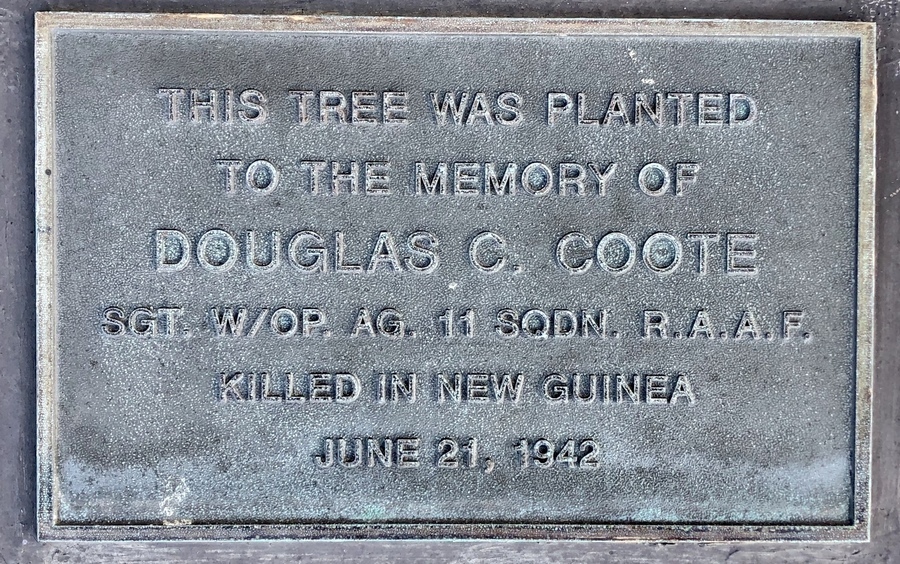 THIS TREE WAS PLANTED
TO THE MEMORY OF
DOUGLAS C. COOTE
SGT. W/OP. AG. 11 SQDN. R.A.A.F.
KILLED IN NEW GUINEA
JUNE 21, 1942